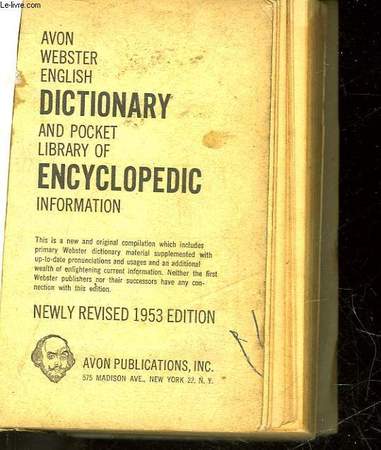 Le-livre.com
AVON
WEBSTER
ENGLISH
DICTIONARY
AND POCKET
LIBRARY OF
ENCYCLOPEDIC
INFORMATION
This is a new and original compilation which includes
primary Webster dictionary material supplemented with
up-to-date pronunciations and usages and an additional
wealth of enlightening current information. Neither the first
Webster publishers nor their successors have any con-
nection with this edition.
NEWLY REVISED 1953 EDITION
AVON PUBLICATIONS, INC.
575 MADISON AVE., NEW YORK 22, N. Y.